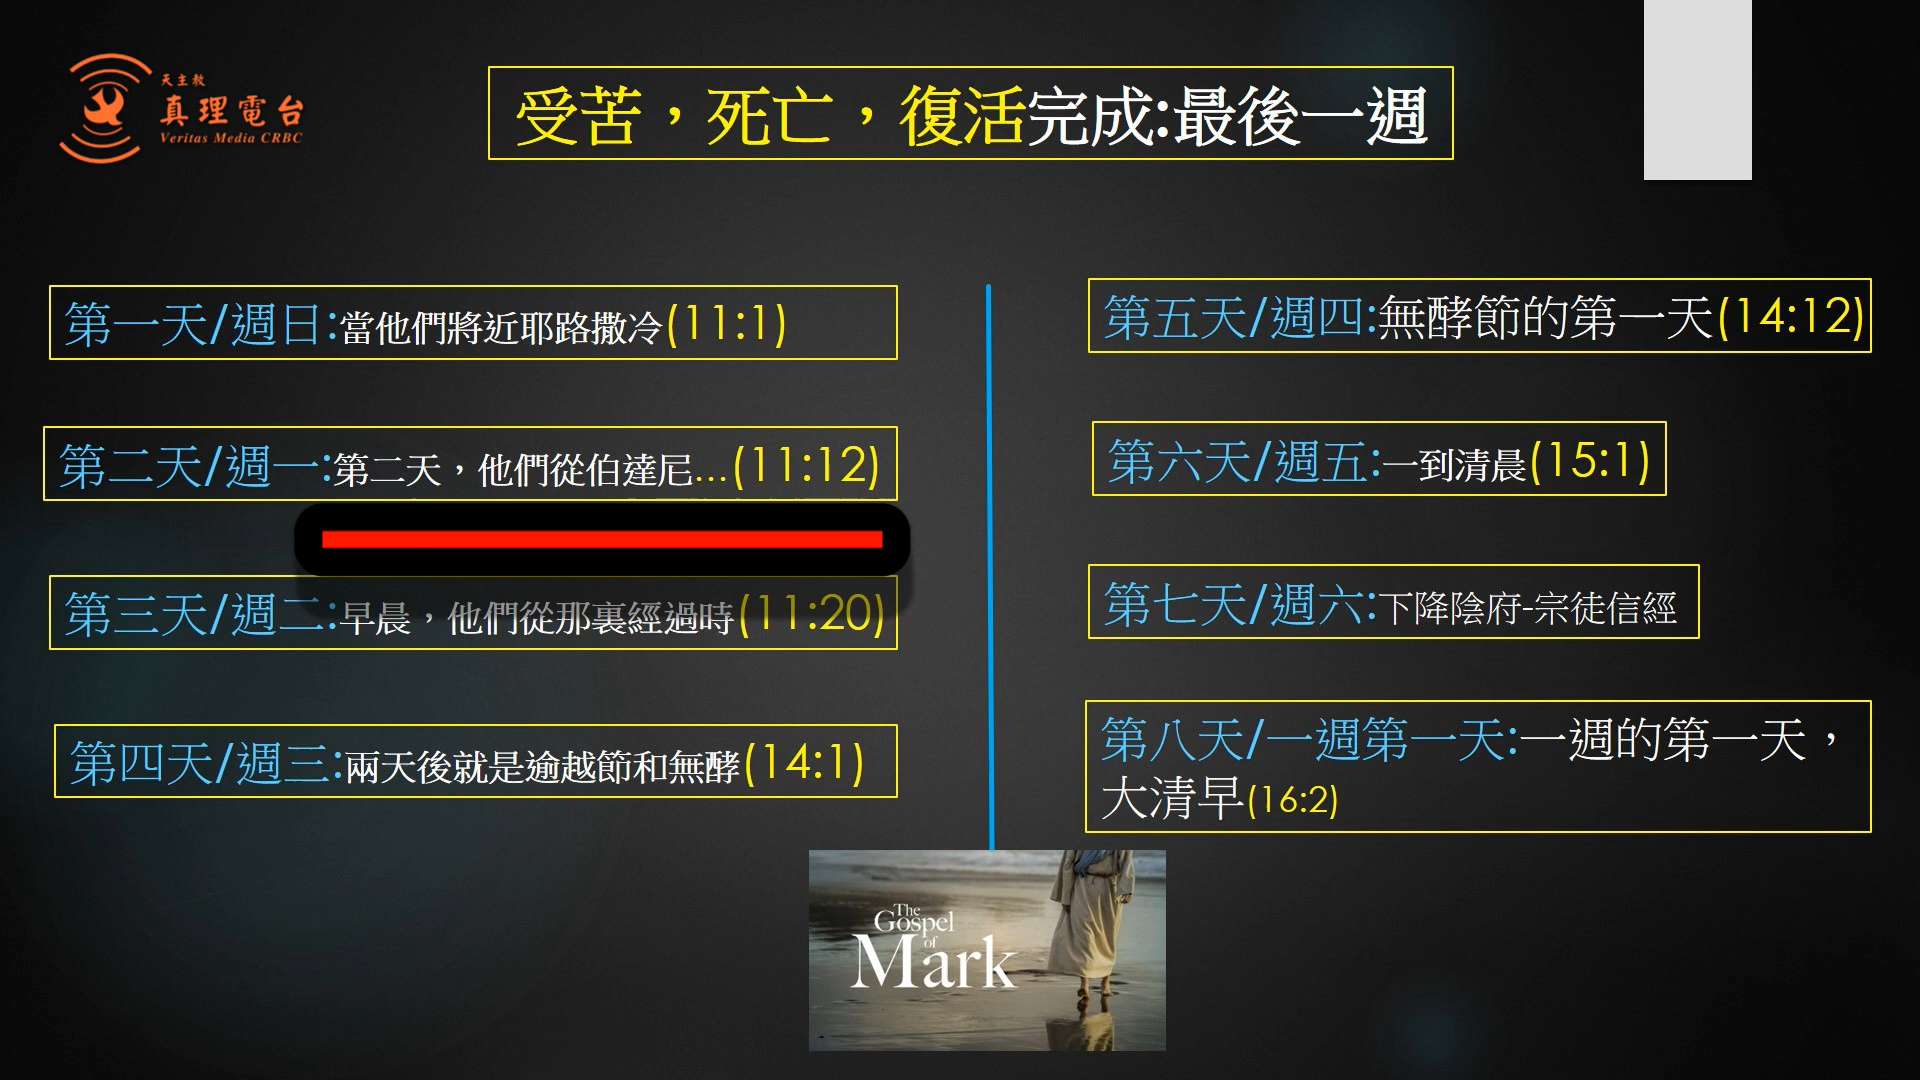 天主教
真理電台
Veritas Media CRBC
受苦，死亡，復活完成:最後一週
第一天/週日:當他們將近耶路撒冷(11:1)
第二天/週一:第二天，他們從伯達尼...(11:12)
第三天/週二:早晨，他們從那裏經過時(11:20)
第四天/週三:兩天後就是逾越節和無酵(14:1)
第五天/週四:無酵節的第一天(14:12)
第六天/週五:一到清晨(15:1)
第七天/週六:下降陰府-宗徒信經
第八天/一週第一天:一週的第一天，
大清早(16:2)
The
Gospel
of
Mark